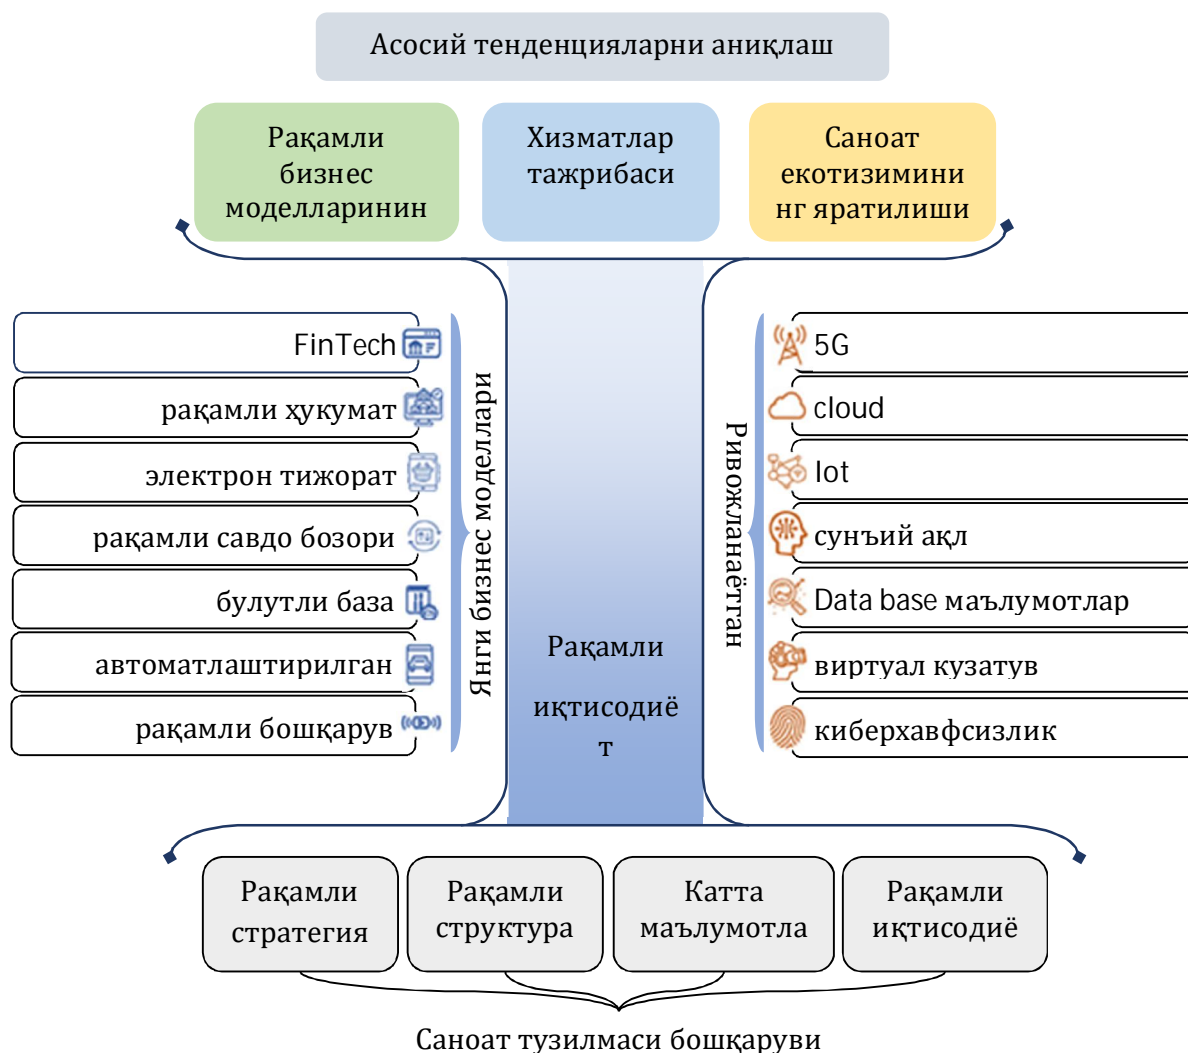 Асосий тенденцияларни аниқлаш
Рақамли
бизнес
моделларинин
Хизматлар
тажрибаси
Саноат
екотизимини
нг яратилиши
FinTech
рақамли ҳукумат
электрон тижорат
рақамли савдо бозори
булутли база
автоматлаштирилган
рақамли бошқарув
Янги бизнес моделлари
Рақамли
иқтисодиё
т
Ривожланаётган
5G
cloud
Iot
сунъий ақл
Data base маълумотлар
виртуал кузатув
киберхавфсизлик
Рақамли
стратегия
Рақамли
структура
Катта
маълумотла
Рақамли
иқтисодиё
Саноат тузилмаси бошқаруви